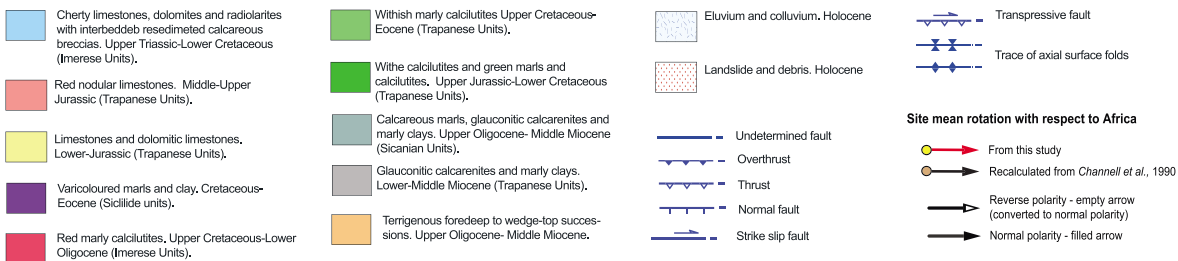 Cherty limestones, dolomites and radiolarites
with interbeddeb resedimeted calcareous
breccias. Upper Triassic-Lower Cretaceous
(Imerese Units).
Red nodular limestones. Middle-Upper
Jurassic (Trapanese Units).
Limestones and dolomitic limestones.
Lower-Jurassic (Trapanese Units).
Varicoloured marls and clay. Cretaceous-
Eocene (Siclilide units).
Red marly calcilutites. Upper Cretaceous-Lower
Oligocene (Imerese Units).
Withish marly calcilutites Upper Cretaceous-
Eocene (Trapanese Units).
Withe calcilutites and green marls and
calcilutites. Upper Jurassic-Lower Cretaceous
(Trapanese Units).
Calcareous marls, glauconitic calcarenites and
marly clays. Upper Oligocene- Middle Miocene
(Sicanian Units).
Glauconitic calcarenites and marly clays.
Lower-Middle Miocene (Trapanese Units).
Terrigenous foredeep to wedge-top succes-
sions. Upper Oligocene- Middle Miocene.
Eluvium and colluvium. Holocene
Landslide and debris. Holocene
Undetermined fault
Overthrust
Thrust
Normal fault
Strike slip fault
Transpressive fault
Trace of axial surface folds
Site mean rotation with respect to Africa
From this study
Recalculated from Channell et al., 1990
Reverse polarity - empty arrow
(converted to normal polarity)
Normal polarity - filled arrow